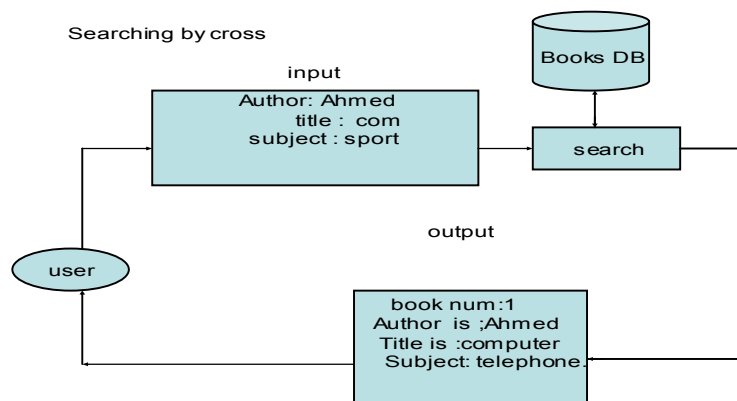 Searching by cross
Books DB
input
Author: Ahmed
title : com
subject : sport
search
output
user
book num:1
Author is ;Ahmed
Title is :computer
Subject: telephone.